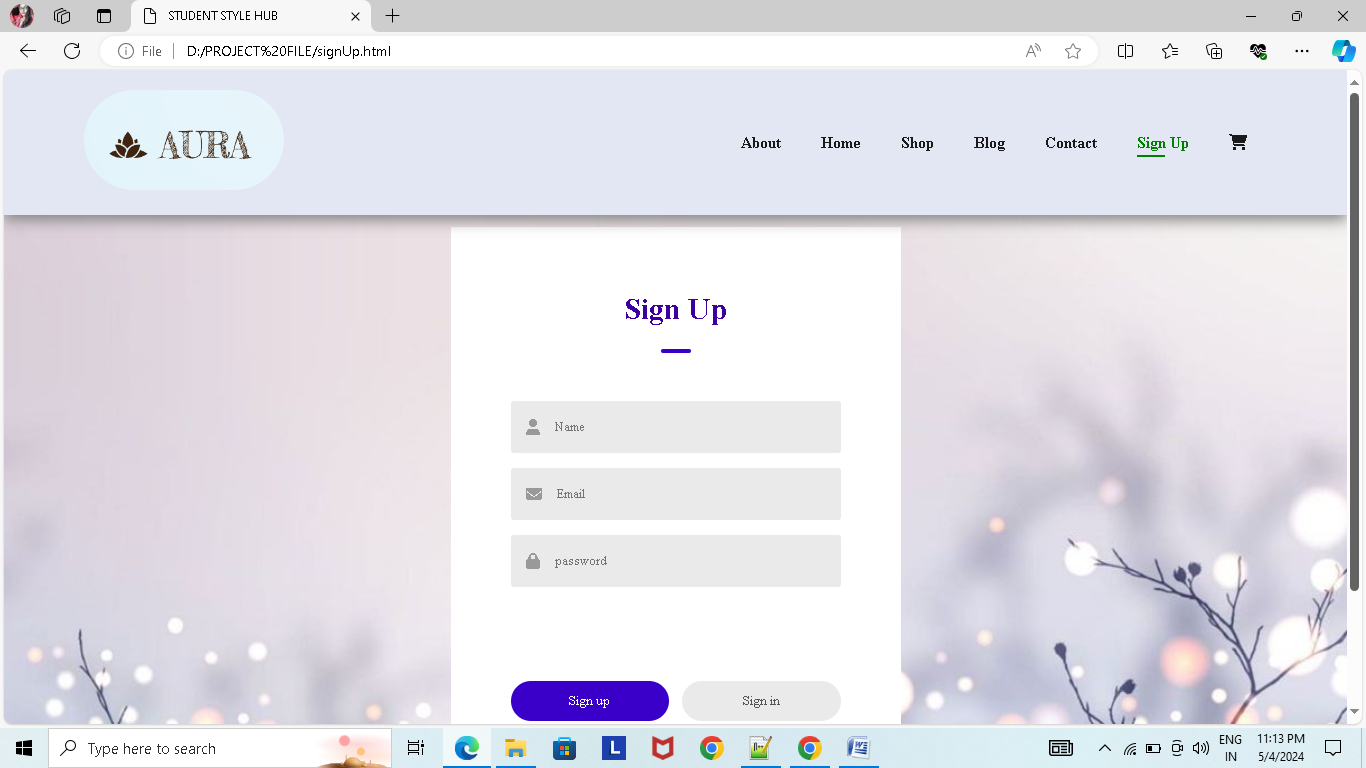 STUDENT STYLE HUB
File
D:/PROJECT%20FILE/signUp.html
AURA
About Home Shop Blog Contact Sign Up
Sign Up
Name
Email
password
Sign up Sign in
Type here to search
L
W
ENG
IN
11:13 PM
5/4/2024